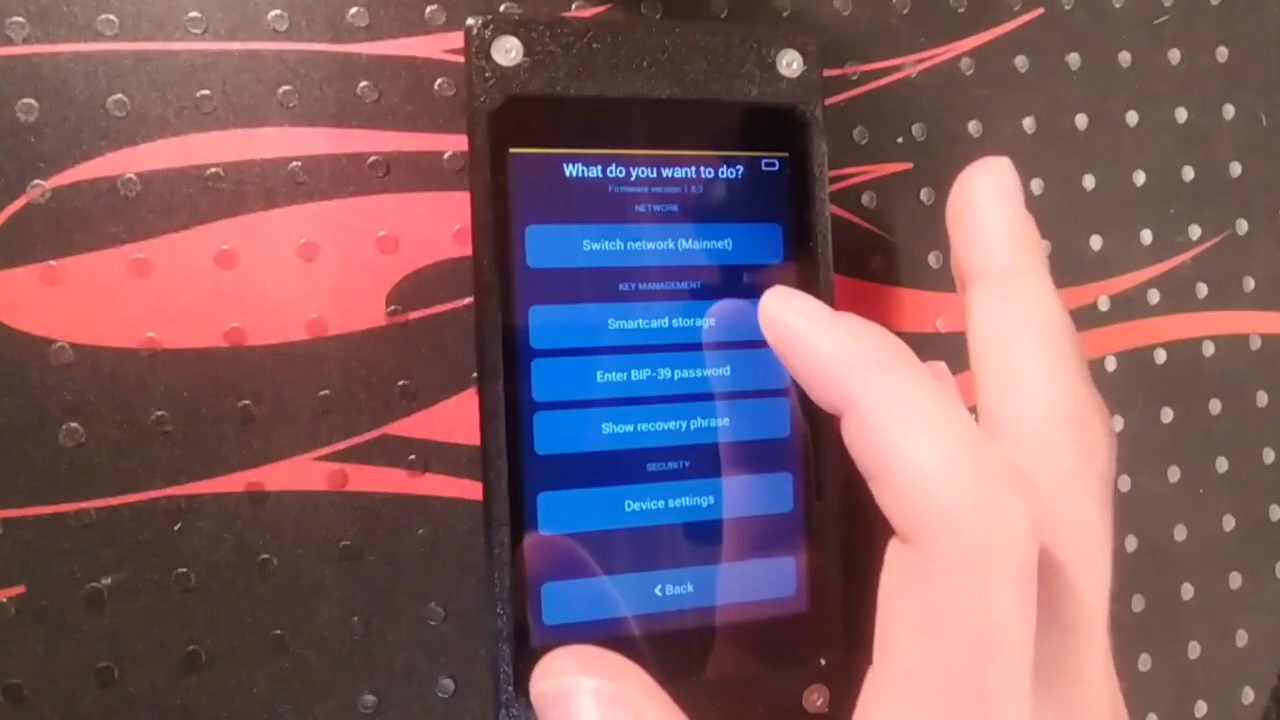 What do you want to do?
Firmware version 1.8.3
NETWORK
Switch network (Mainnet)
KEY MANAGEMENT
Smartcard storage
Enter BIP-39 password
Show recovery phrase
SECURITY
Device settings
Back